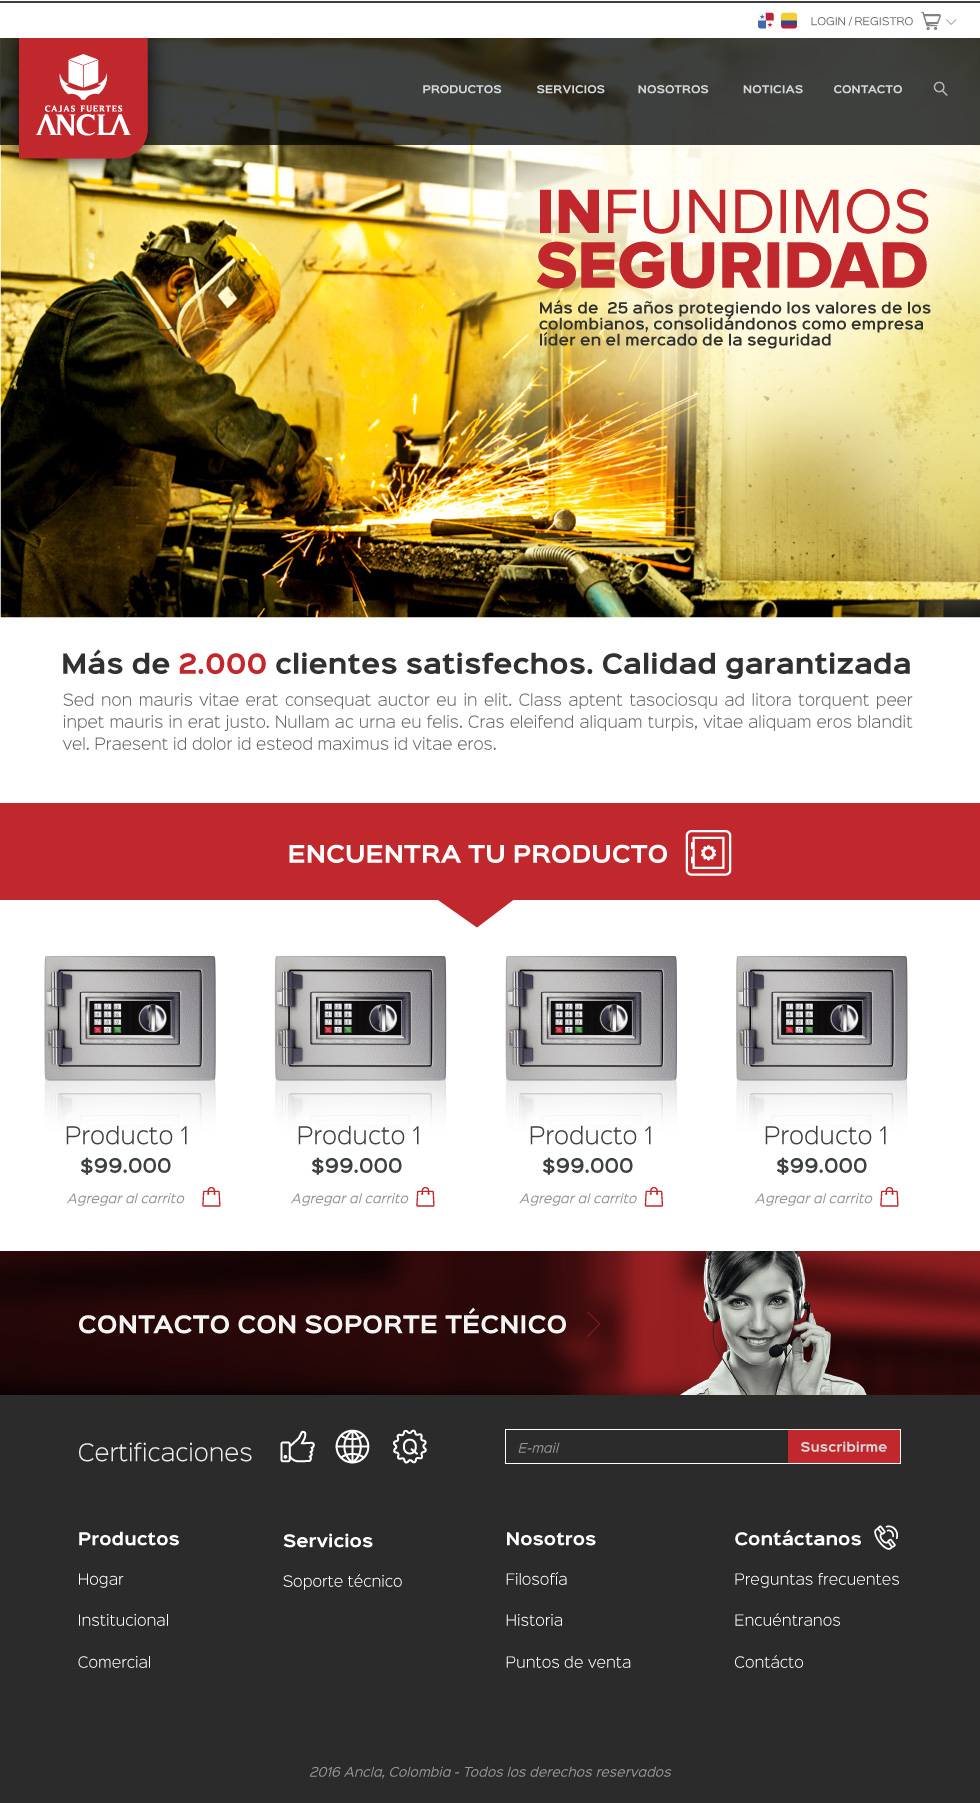 LOGIN / REGISTRO
CAJAS FUERTES
ANCLA
PRODUCTOS SERVICIOS NOSOTROS NOTICIAS CONTACTO
INFUNDIMOS
SEGURIDAD
Más de 25 años protegiendo los valores de los
colombianos, consolidándonos como empresa
líder en el mercado de la seguridad
Más de 2.000 clientes satisfechos. Calidad garantizada
Sed non mauris vitae erat consequat auctor eu in elit. Class aptent tasociosqu ad litora torquent peer
inpet mauris in erat justo. Nullam ac urna eu felis. Cras eleifend aliquam turpis, vitae aliquam eros blandit
vel. Praesent id dolor id esteod maximus id vitae eros.
ENCUENTRA TU PRODUCTO
Producto 1 Producto 1 Producto 1 Producto 1
$99.000 $99.000 $99.000 $99.000
Agregar al carrito Agregar al carrito Agregar al carrito Agregar al carrito
CONTACTO CON SOPORTE TÉCNICO
Certificaciones Q E-mail Suscribirme
Productos Servicios Nosotros Contáctanos
Hogar Soporte técnico Filosofía Preguntas frecuentes
Institucional Historia Encuéntranos
Comercial Puntos de venta Contácto
2016 Ancla, Colombia - Todos los derechos reservados